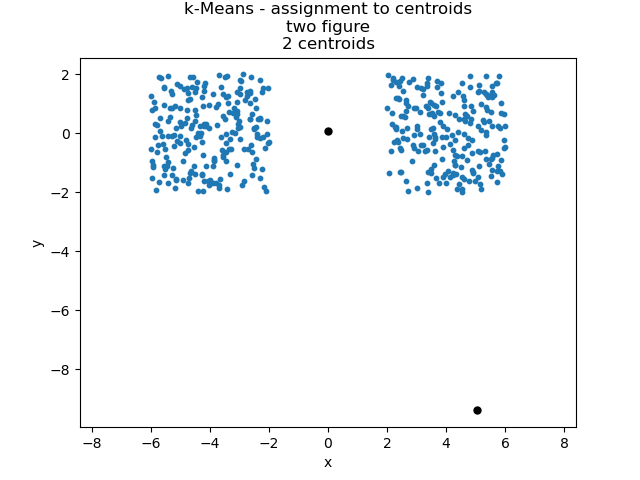 k-Means - assignment to centroids
two figure
2 centroids
2
0
−2
−4
−6
−8
y
−8 −6 −4 −2 0 2 4 6 8
x